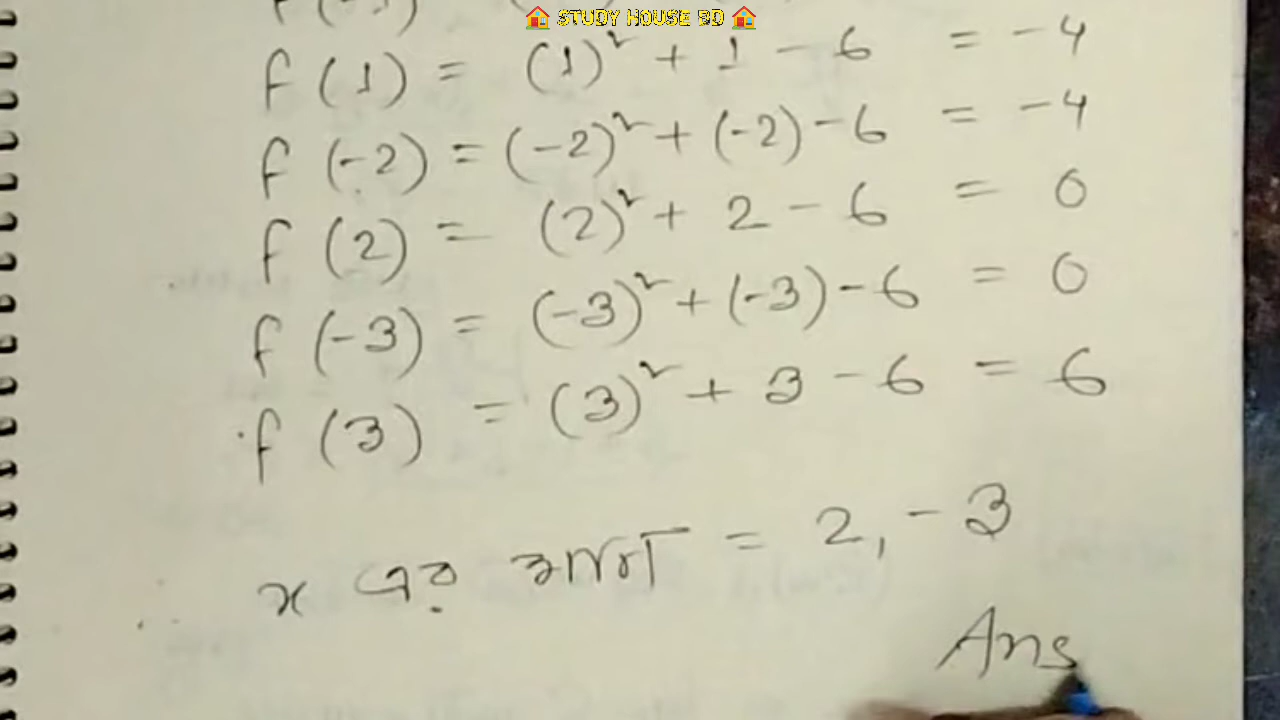 🏠 STUDY HOUSE BD 🏠
f(1) = (1)² + 1 - 6 = -4
f(-2) = (-2)² + (-2) - 6 = -4
f(2) = (2)² + 2 - 6 = 0
f(-3) = (-3)² + (-3) - 6 = 0
f(3) = (3)² + 3 - 6 = 6
∴ x এর মান = 2, -3
Ans